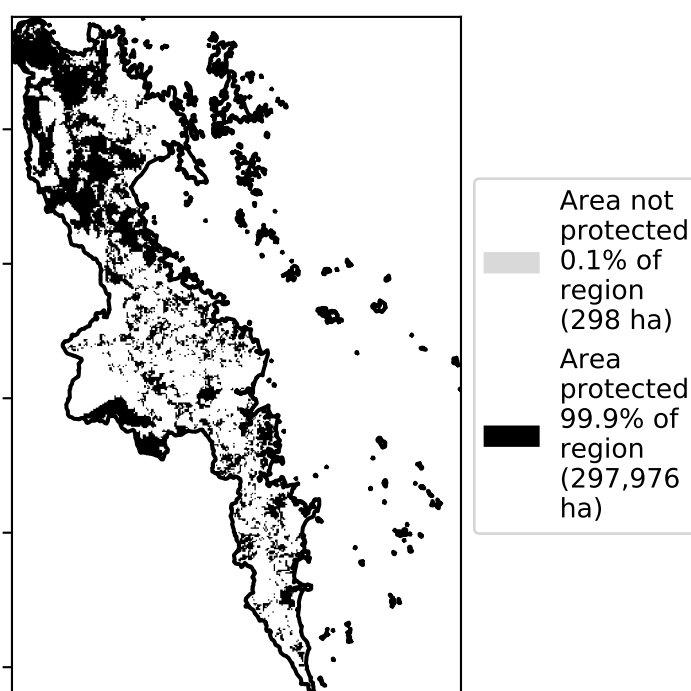 Area not
protected
0.1% of
region
(298 ha)
Area
protected
99.9% of
region
(297,976
ha)